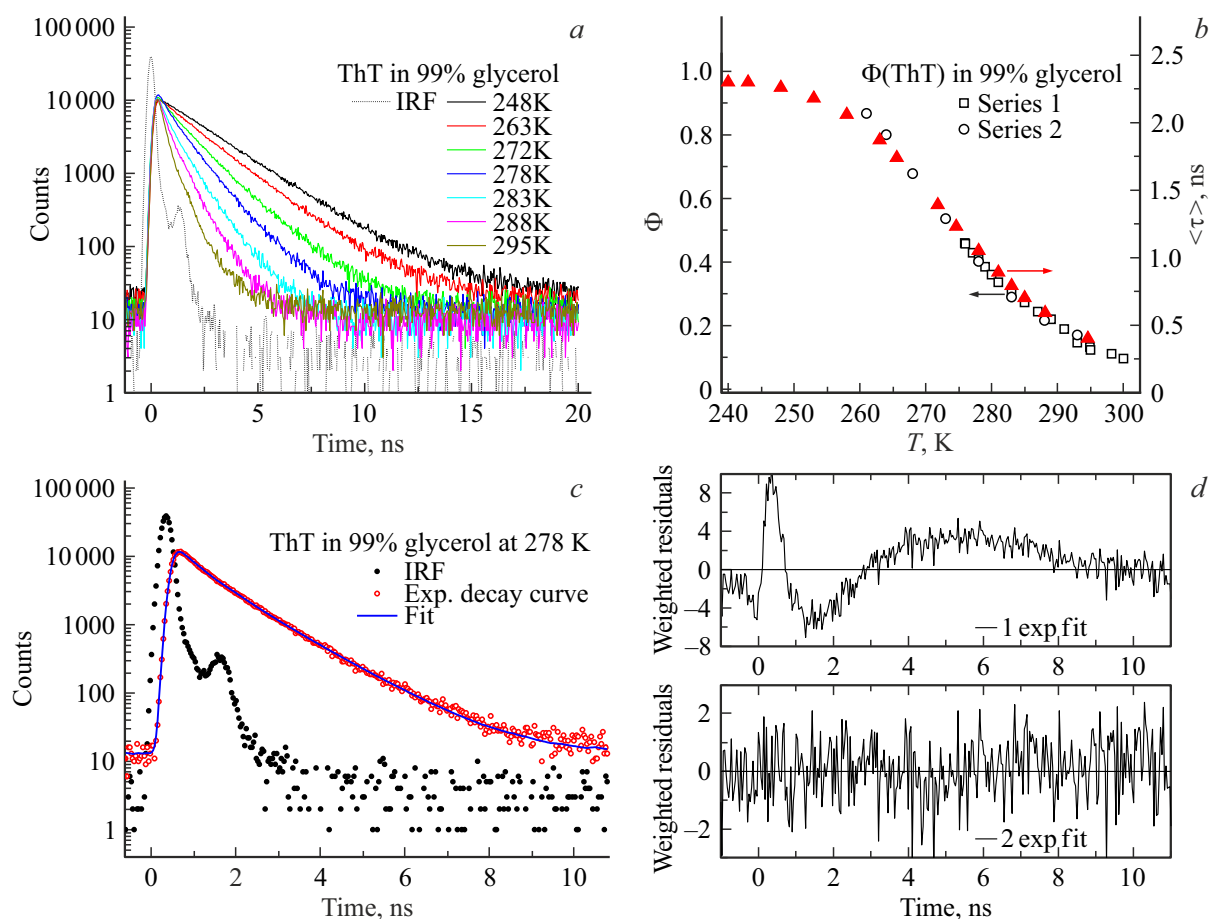 a
100 000
10 000
1000
100
10
1
Counts
ThT in 99% glycerol
IRF
248K
263K
272K
278K
283K
288K
295K
0
5
10
15
20
Time, ns
b
1.0
0.8
0.6
0.4
0.2
0
Φ
Φ(ThT) in 99% glycerol
Series 1
Series 2
2.5
2.0
1.5
1.0
0.5
0
<τ>, ns
240
250
260
270
280
290
300
T, K
c
100 000
10 000
1000
100
10
1
Counts
ThT in 99% glycerol at 278 K
IRF
Exp. decay curve
Fit
0
2
4
6
8
10
Time, ns
d
Weighted residuals
8
4
0
−4
−8
1 exp fit
0
2
4
6
8
10
Weighted residuals
2
0
−2
2 exp fit
0
2
4
6
8
10
Time, ns